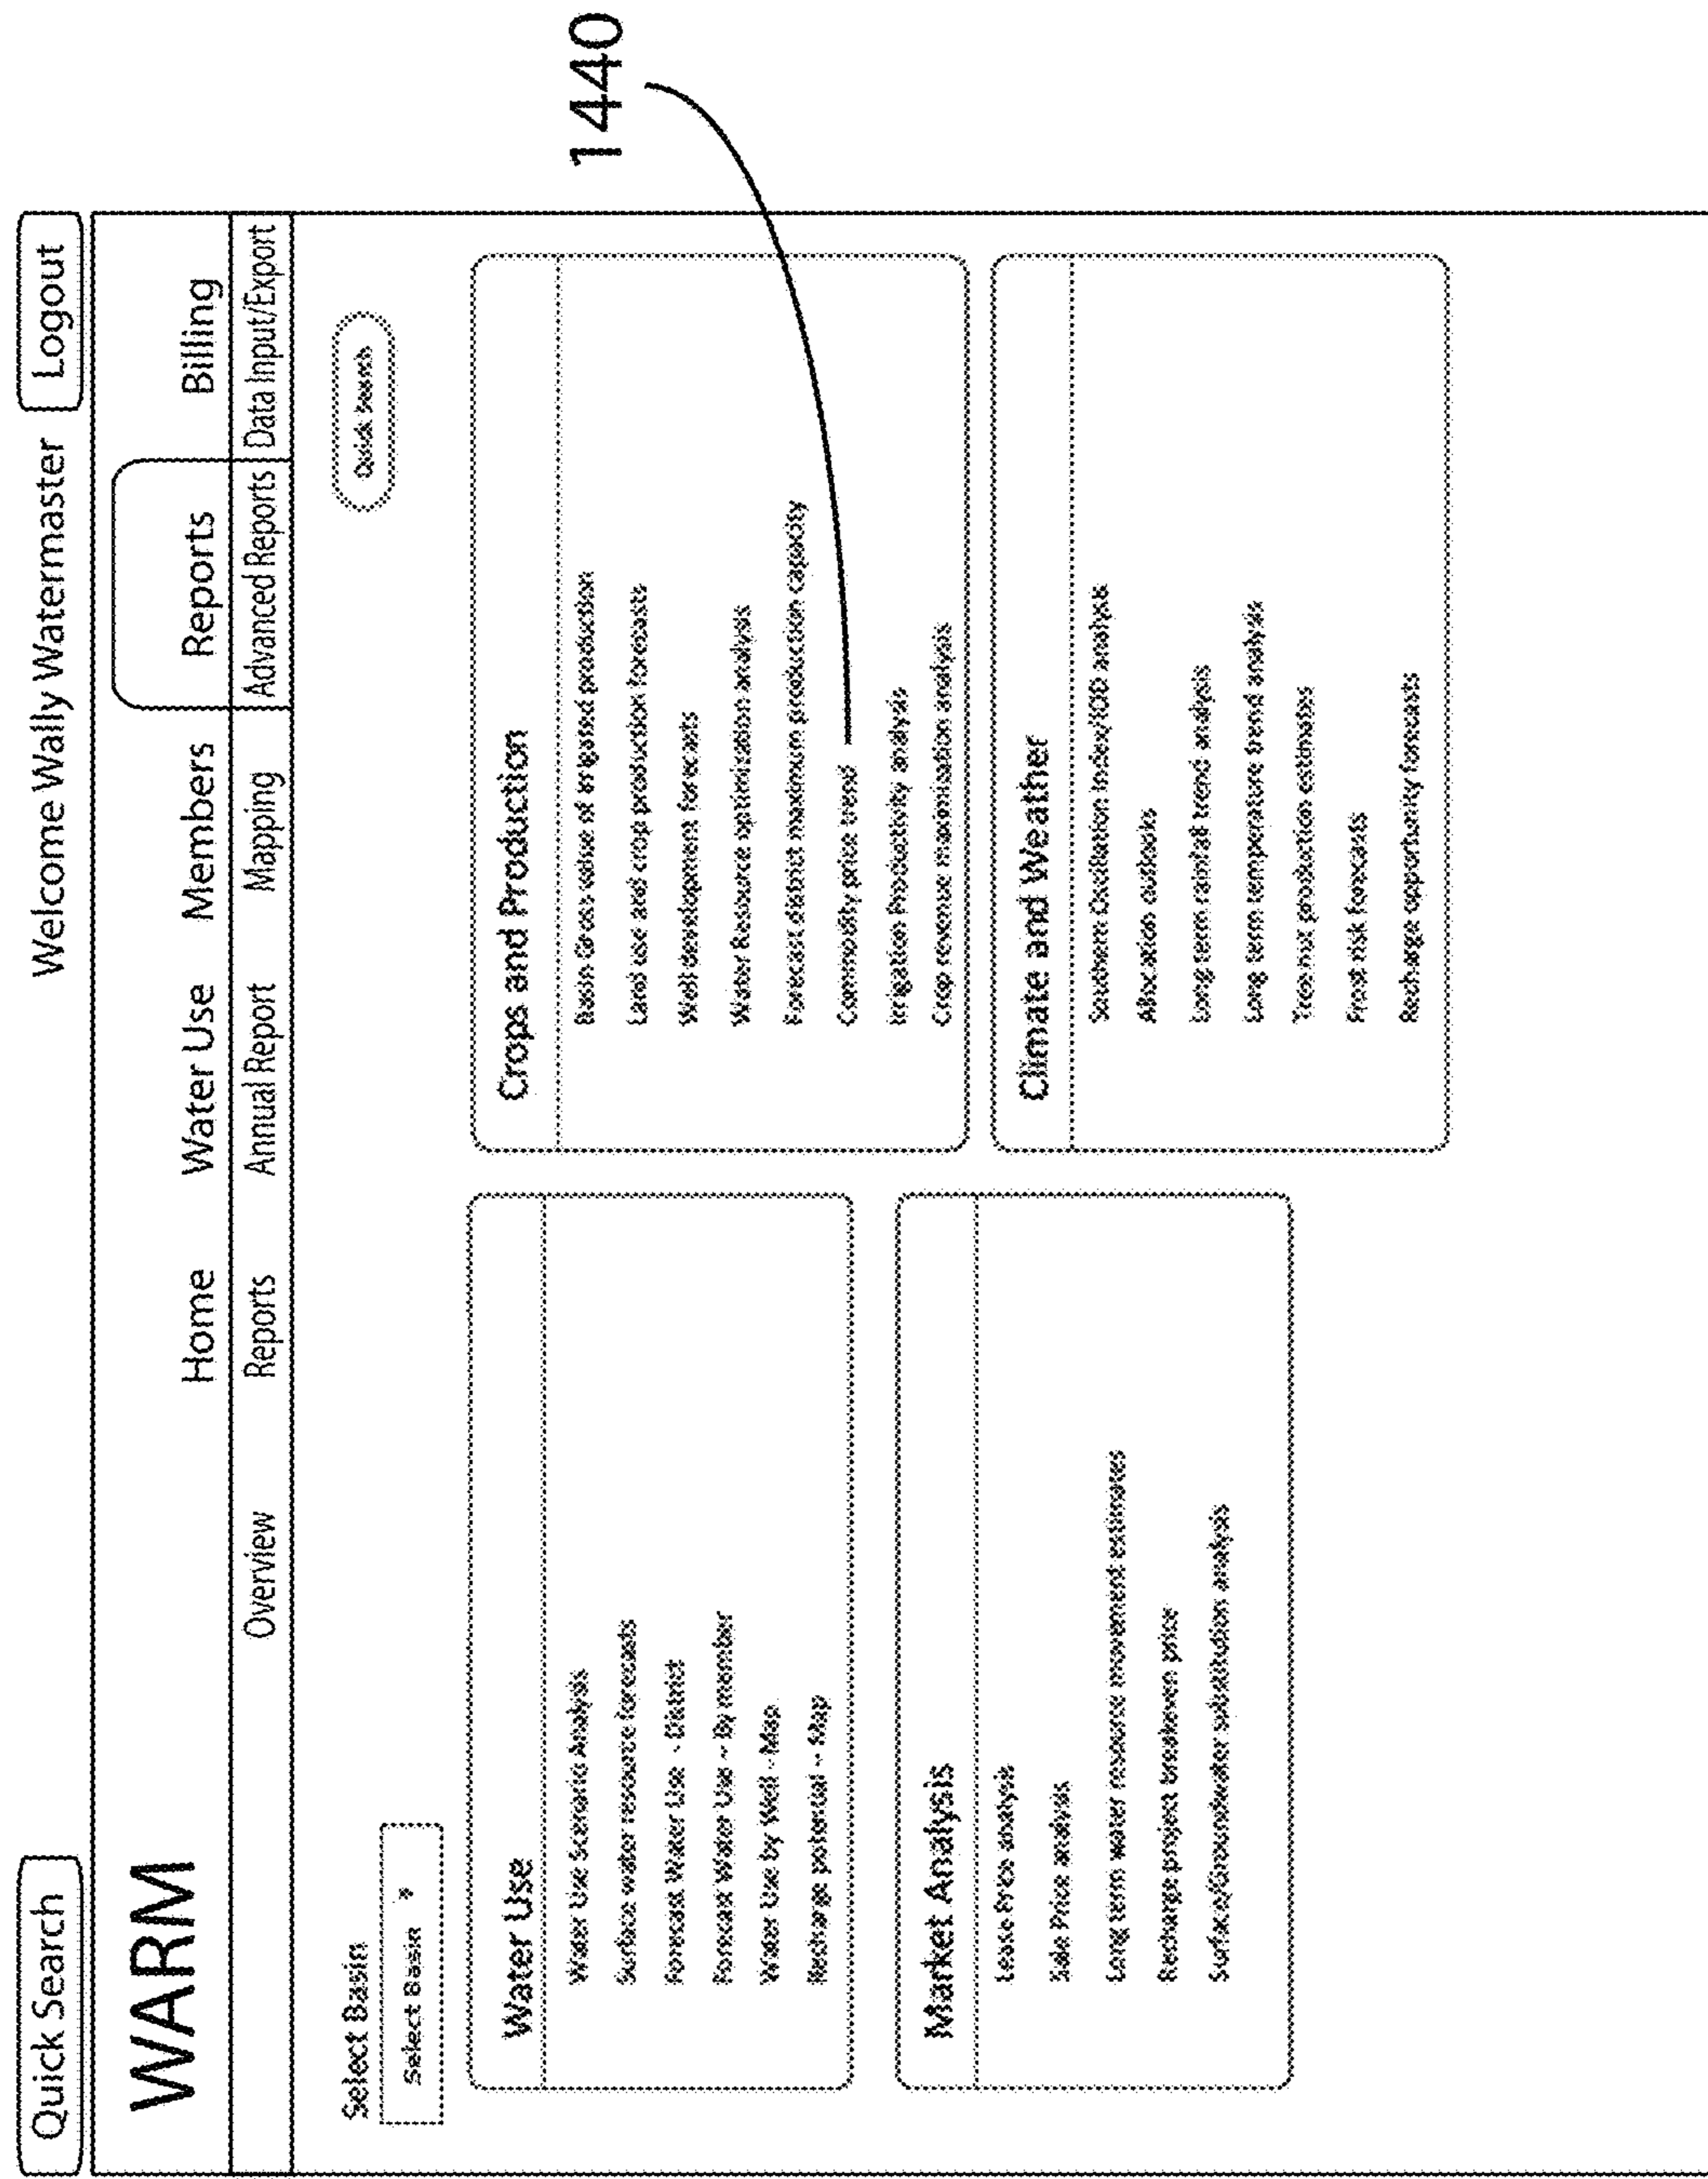 Quick Search
Welcome Wally Watermaster
Logout
WARM
Home
Water Use
Members
Reports
Billing
Overview
Reports
Annual Report
Mapping
Advanced Reports
Data Input/Export
Select Basin
Select Basin
Quick Search
Water Use
Water Use Scenario Analysis
Surface water resource forecasts
Forecast Water Use - District
Forecast Water Use - By member
Water Use by Well - Map
Recharge potential - Map
Crops and Production
Basin Gross value of irrigated production
Land use and crop production forecasts
Well development forecasts
Water Resource optimization analysis
Forecast district maximum production capacity
Commodity price trend
Irrigation Productivity analysis
Crop revenue maximisation analysis
1440
Market Analysis
Lease Price analysis
Sale Price analysis
Long term water resource movement estimates
Recharge project breakeven price
Surface/Groundwater substitution analysis
Climate and Weather
Southern Oscillation Index/IOD analysis
Allocation outlooks
Long term rainfall trend analysis
Long term temperature trend analysis
Tree nut production estimates
Frost risk forecasts
Recharge opportunity forecasts